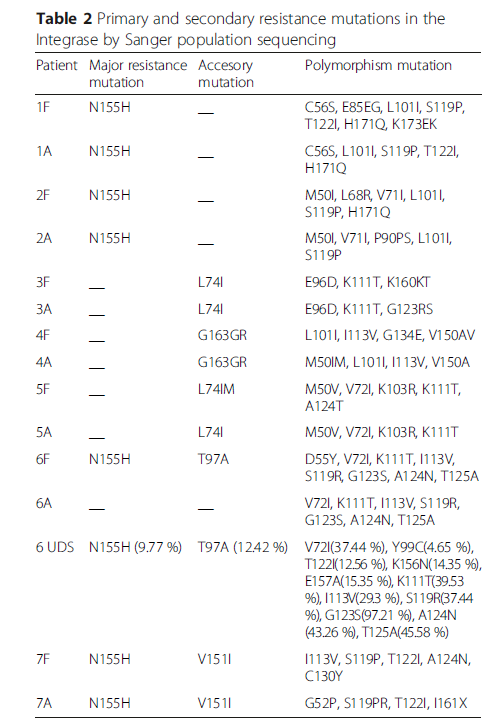 Table 2 Primary and secondary resistance mutations in the
Integrase by Sanger population sequencing
Patient Major resistance Accesory Polymorphism mutation
mutation mutation
1F N155H __ C56S, E85EG, L101I, S119P,
T122I, H171Q, K173EK
1A N155H __ C56S, L101I, S119P, T122I,
H171Q
2F N155H __ M50I, L68R, V71I, L101I,
S119P, H171Q
2A N155H __ M50I, V71I, P90PS, L101I,
S119P
3F __ L74I E96D, K111T, K160KT
3A __ L74I E96D, K111T, G123RS
4F __ G163GR L101I, I113V, G134E, V150AV
4A __ G163GR M50IM, L101I, I113V, V150A
5F __ L74IM M50V, V72I, K103R, K111T,
A124T
5A __ L74I M50V, V72I, K103R, K111T
6F N155H T97A D55Y, V72I, K111T, I113V,
S119R, G123S, A124N, T125A
6A __ __ V72I, K111T, I113V, S119R,
G123S, A124N, T125A
6 UDS N155H (9.77 %) T97A (12.42 %) V72I(37.44 %), Y99C(4.65 %),
T122I(12.56 %), K156N(14.35 %),
E157A(15.35 %), K111T(39.53
%), I113V(29.3 %), S119R(37.44
%), G123S(97.21 %), A124N
(43.26 %), T125A(45.58 %)
7F N155H V151I I113V, S119P, T122I, A124N,
C130Y
7A N155H V151I G52P, S119PR, T122I, I161X